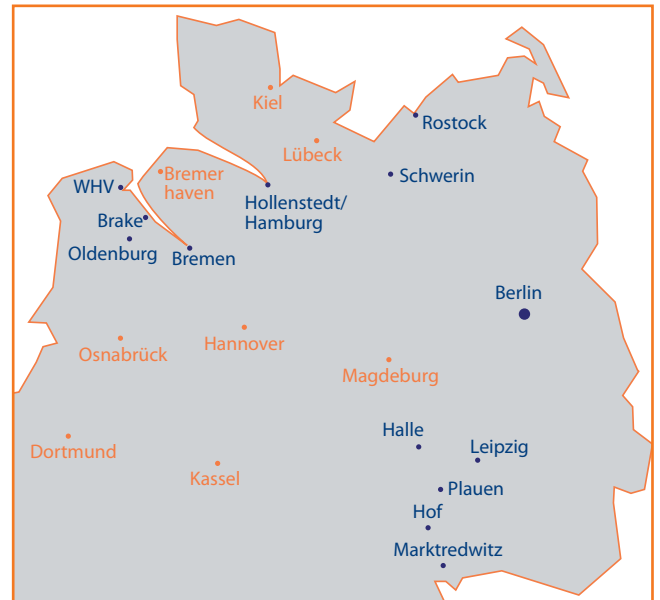 Kiel
Rostock
Lübeck
Bremer
haven
Schwerin
WHV
Hollenstedt/
Hamburg
Brake
Oldenburg
Bremen
Berlin
Osnabrück
Hannover
Magdeburg
Halle
Leipzig
Dortmund
Kassel
Plauen
Hof
Marktredwitz